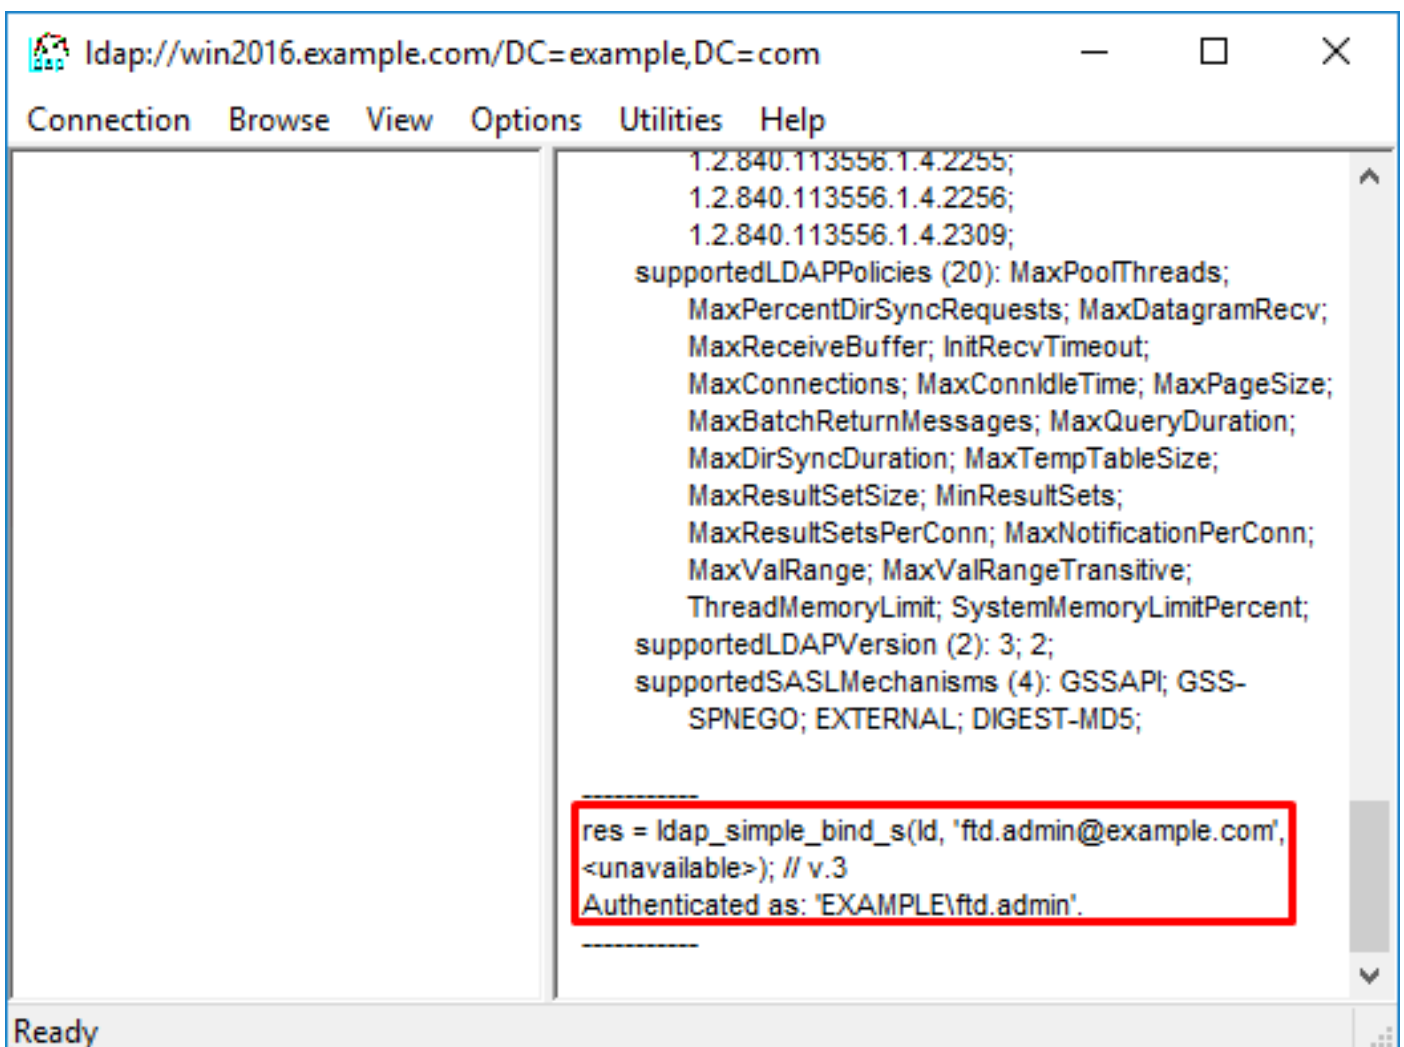 ldap://win2016.example.com/DC=example,DC=com
Connection Browse View Options Utilities Help
1.2.840.113556.1.4.2255;
1.2.840.113556.1.4.2256;
1.2.840.113556.1.4.2309;
supportedLDAPPolicies (20): MaxPoolThreads;
MaxPercentDirSyncRequests; MaxDatagramRecv;
MaxReceiveBuffer; InitRecvTimeout;
MaxConnections; MaxConnIdleTime; MaxPageSize;
MaxBatchReturnMessages; MaxQueryDuration;
MaxDirSyncDuration; MaxTempTableSize;
MaxResultSetSize; MinResultSets;
MaxResultSetsPerConn; MaxNotificationPerConn;
MaxValRange; MaxValRangeTransitive;
ThreadMemoryLimit; SystemMemoryLimitPercent;
supportedLDAPVersion (2): 3; 2;
supportedSASLMechanisms (4): GSSAPI; GSS-
SPNEGO; EXTERNAL; DIGEST-MD5;
-----------
res = ldap_simple_bind_s(ld, 'ftd.admin@example.com',
<unavailable>); // v.3
Authenticated as: 'EXAMPLE\ftd.admin'.
-----------
Ready